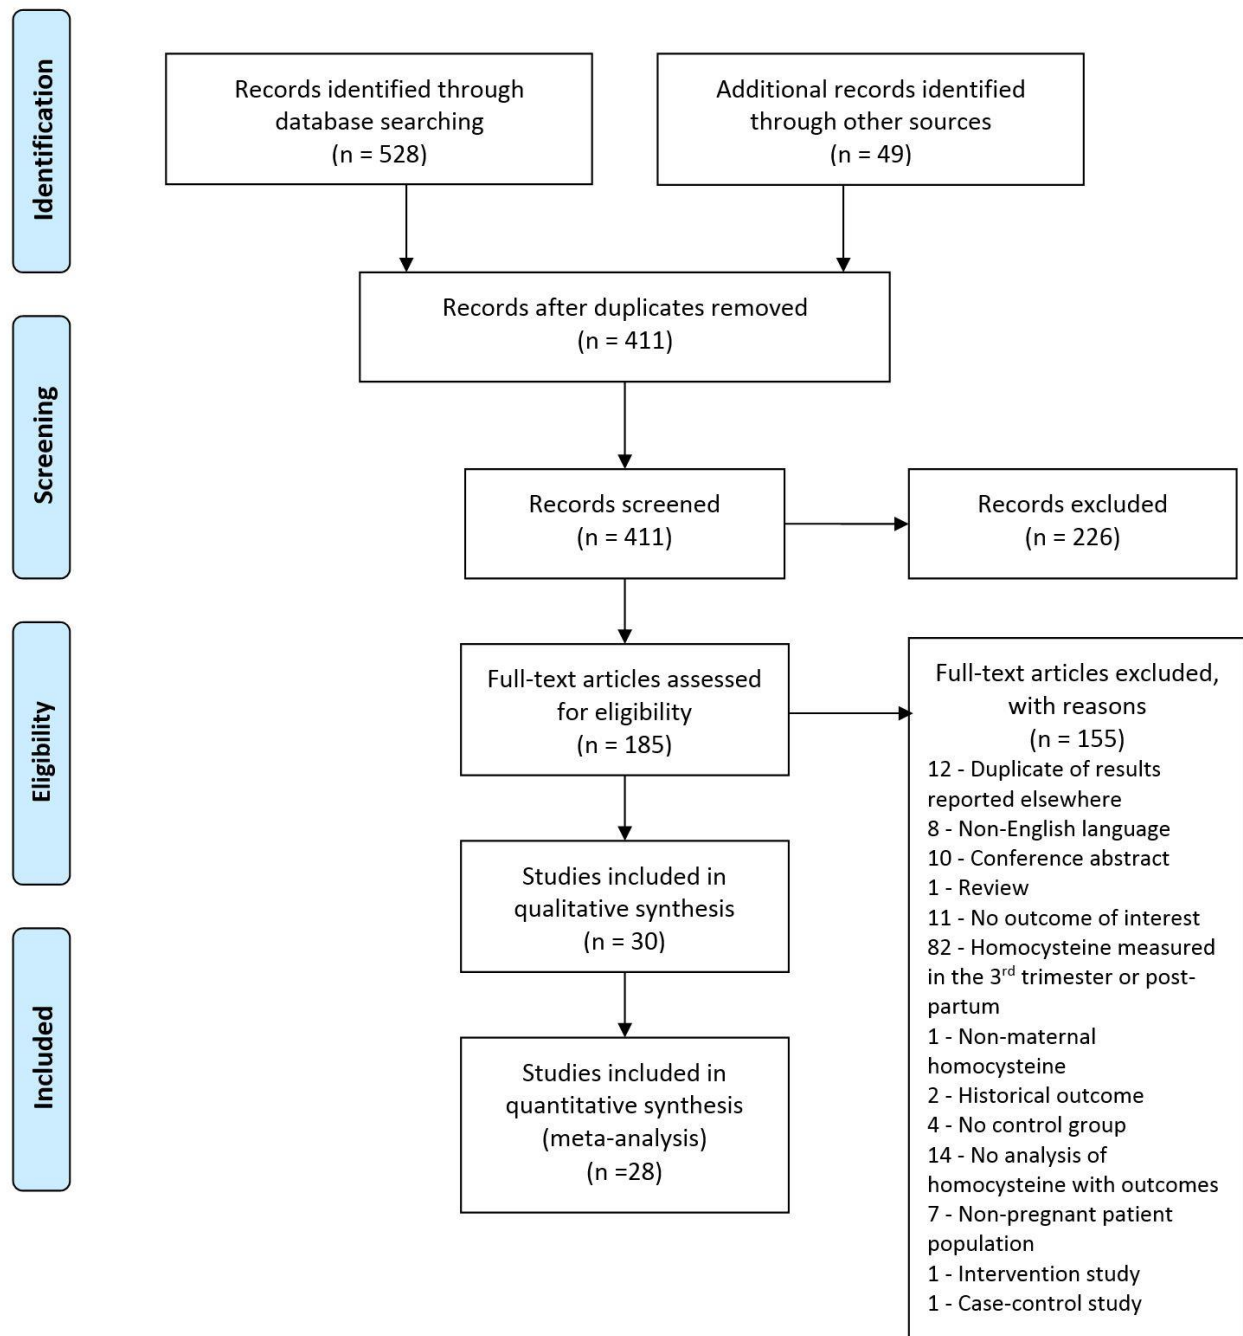 Identification
Records identified through
database searching
(n = 528)
Additional records identified
through other sources
(n = 49)
Records after duplicates removed
(n = 411)
Screening
Records screened
(n = 411)
Records excluded
(n = 226)
Eligibility
Full-text articles assessed
for eligibility
(n = 185)
Full-text articles excluded,
with reasons
(n = 155)
12 - Duplicate of results
reported elsewhere
8 - Non-English language
10 - Conference abstract
1 - Review
11 - No outcome of interest
82 - Homocysteine measured
in the 3rd trimester or post-
partum
1 - Non-maternal
homocysteine
2 - Historical outcome
4 - No control group
14 - No analysis of
homocysteine with outcomes
7 - Non-pregnant patient
population
1 - Intervention study
1 - Case-control study
Studies included in
qualitative synthesis
(n = 30)
Included
Studies included in
quantitative synthesis
(meta-analysis)
(n =28)